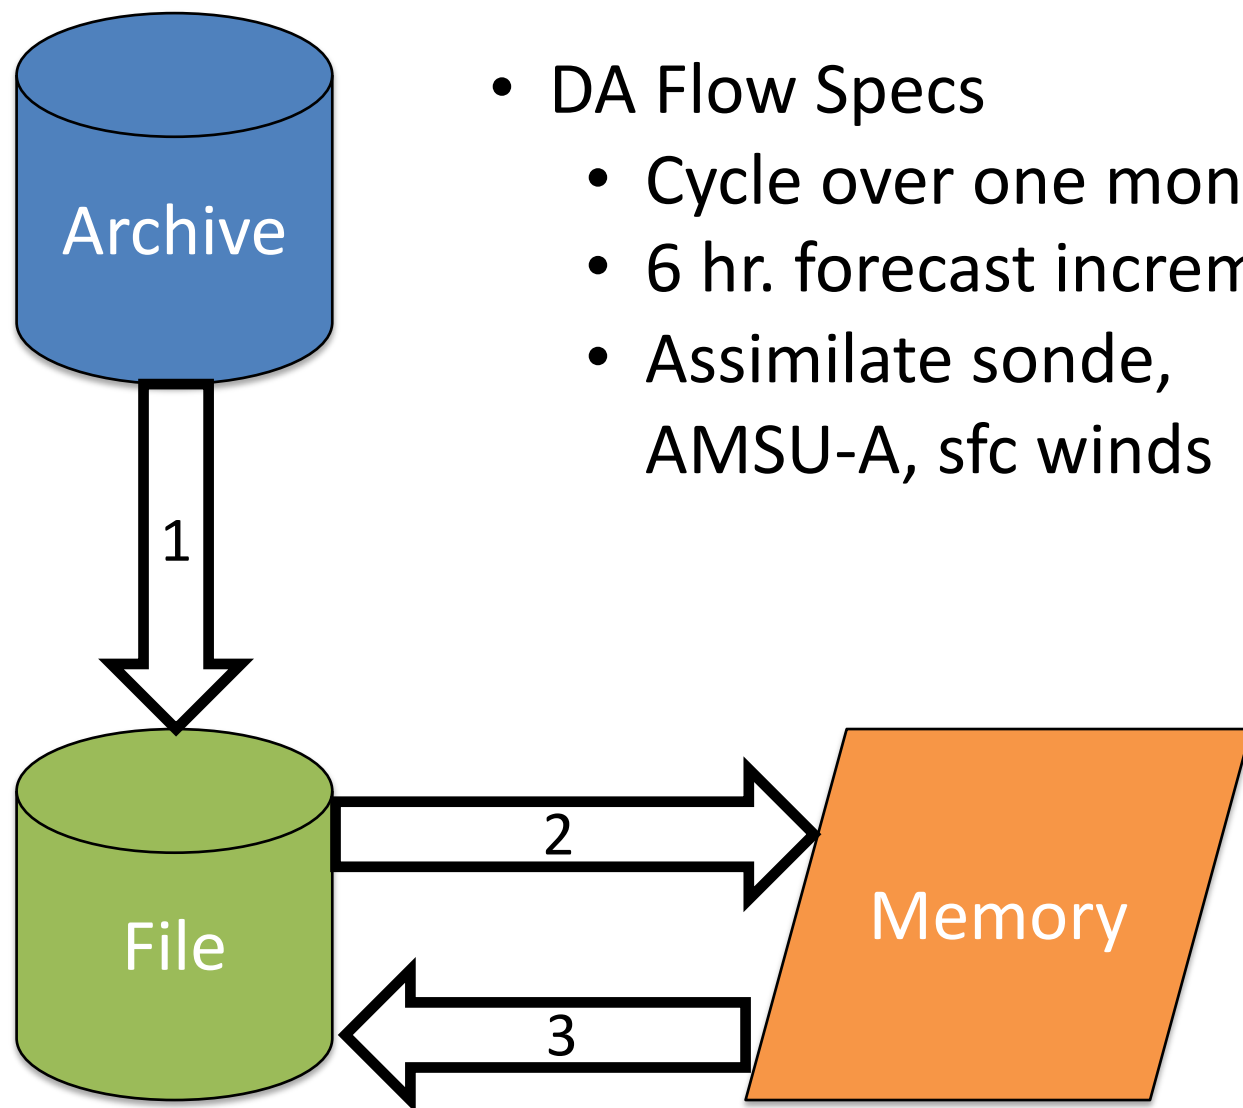 • DA Flow Specs
• Cycle over one mon
• 6 hr. forecast increm
• Assimilate sonde,
AMSU-A, sfc winds
Archive
1
2
File
Memory
3